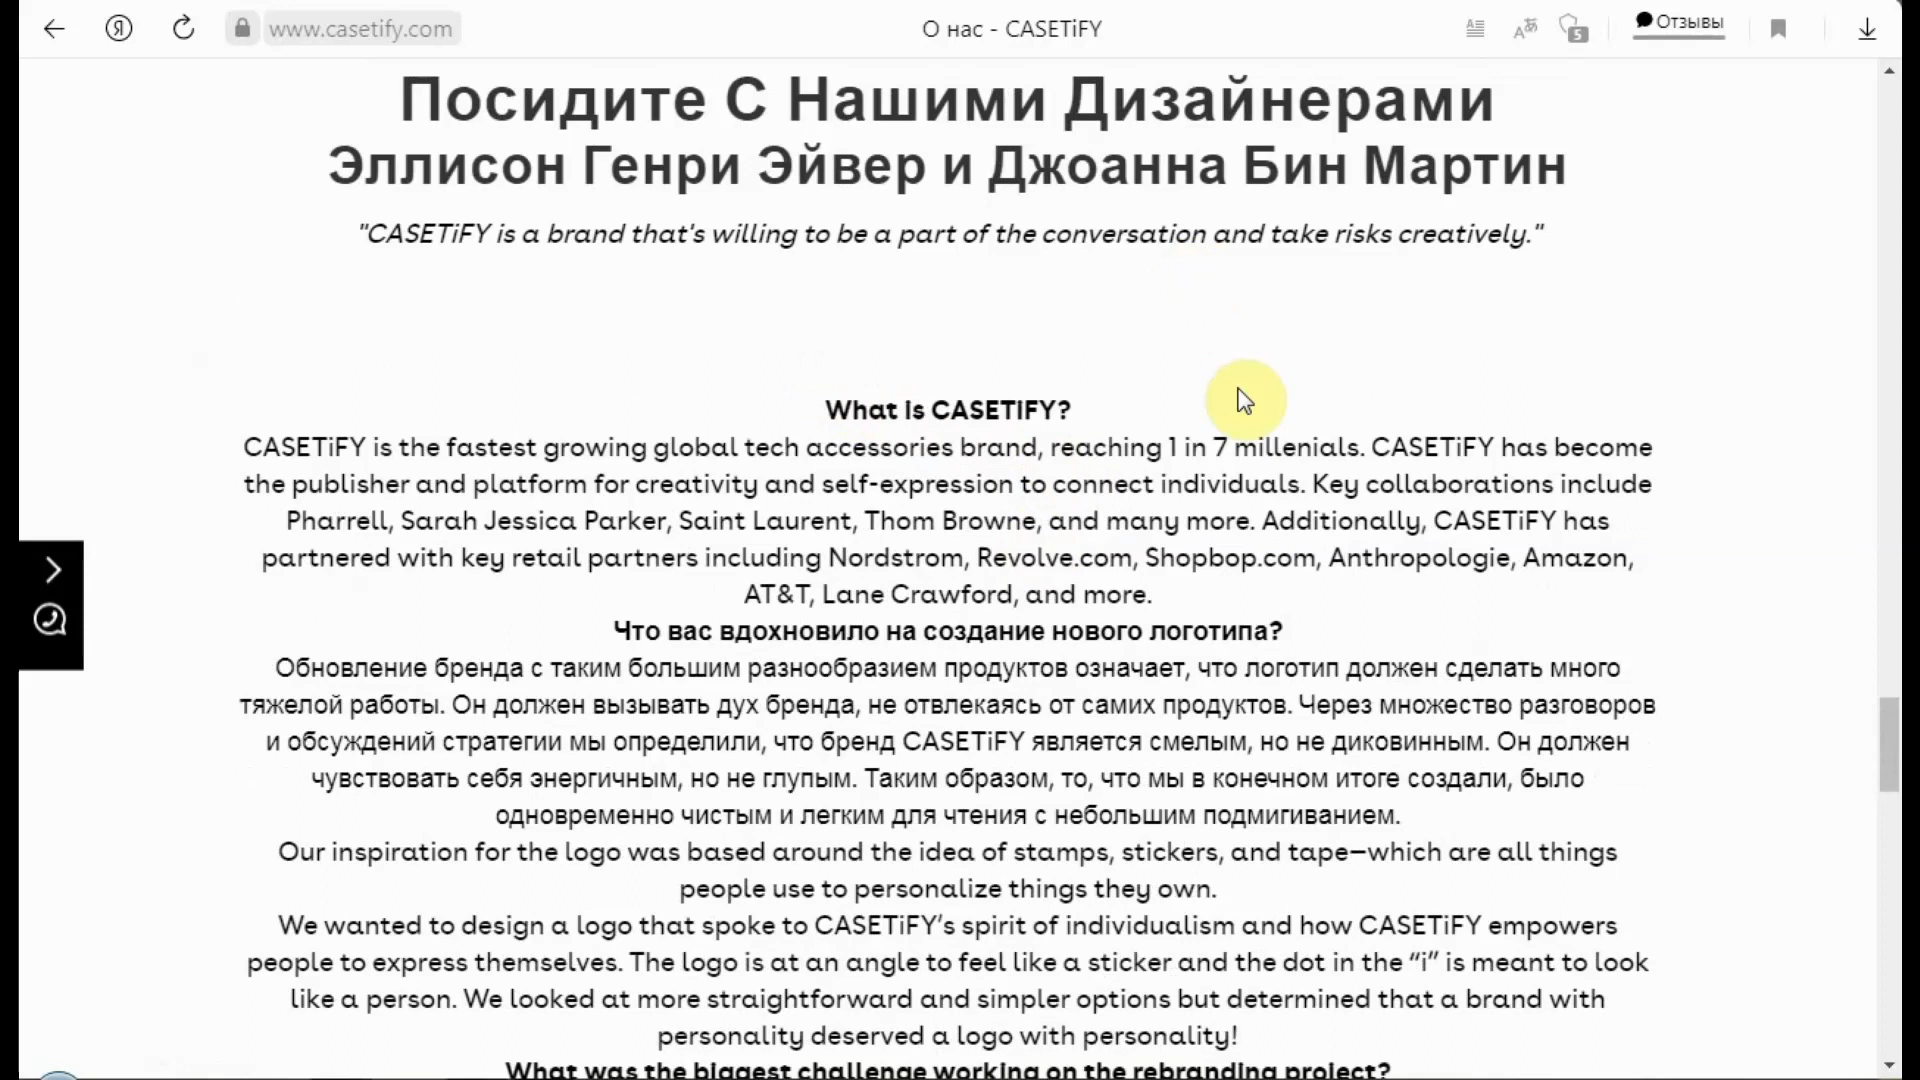 Я
www.casetify.com
О нас - CASETiFY
5
Отзывы
Посидите С Нашими Дизайнерами
Эллисон Генри Эйвер и Джоанна Бин Мартин
"CASETiFY is a brand that's willing to be a part of the conversation and take risks creatively."
What is CASETiFY?
CASETiFY is the fastest growing global tech accessories brand, reaching 1 in 7 millenials. CASETiFY has become
the publisher and platform for creativity and self-expression to connect individuals. Key collaborations include
Pharrell, Sarah Jessica Parker, Saint Laurent, Thom Browne, and many more. Additionally, CASETiFY has
partnered with key retail partners including Nordstrom, Revolve.com, Shopbop.com, Anthropologie, Amazon,
AT&T, Lane Crawford, and more.
Что вас вдохновило на создание нового логотипа?
Обновление бренда с таким большим разнообразием продуктов означает, что логотип должен сделать много
тяжелой работы. Он должен вызывать дух бренда, не отвлекаясь от самих продуктов. Через множество разговоров
и обсуждений стратегии мы определили, что бренд CASETiFY является смелым, но не диковинным. Он должен
чувствовать себя энергичным, но не глупым. Таким образом, то, что мы в конечном итоге создали, было
одновременно чистым и легким для чтения с небольшим подмигиванием.
Our inspiration for the logo was based around the idea of stamps, stickers, and tape—which are all things
people use to personalize things they own.
We wanted to design a logo that spoke to CASETiFY’s spirit of individualism and how CASETiFY empowers
people to express themselves. The logo is at an angle to feel like a sticker and the dot in the “i” is meant to look
like a person. We looked at more straightforward and simpler options but determined that a brand with
personality deserved a logo with personality!
What was the biggest challenge working on the rebranding project?